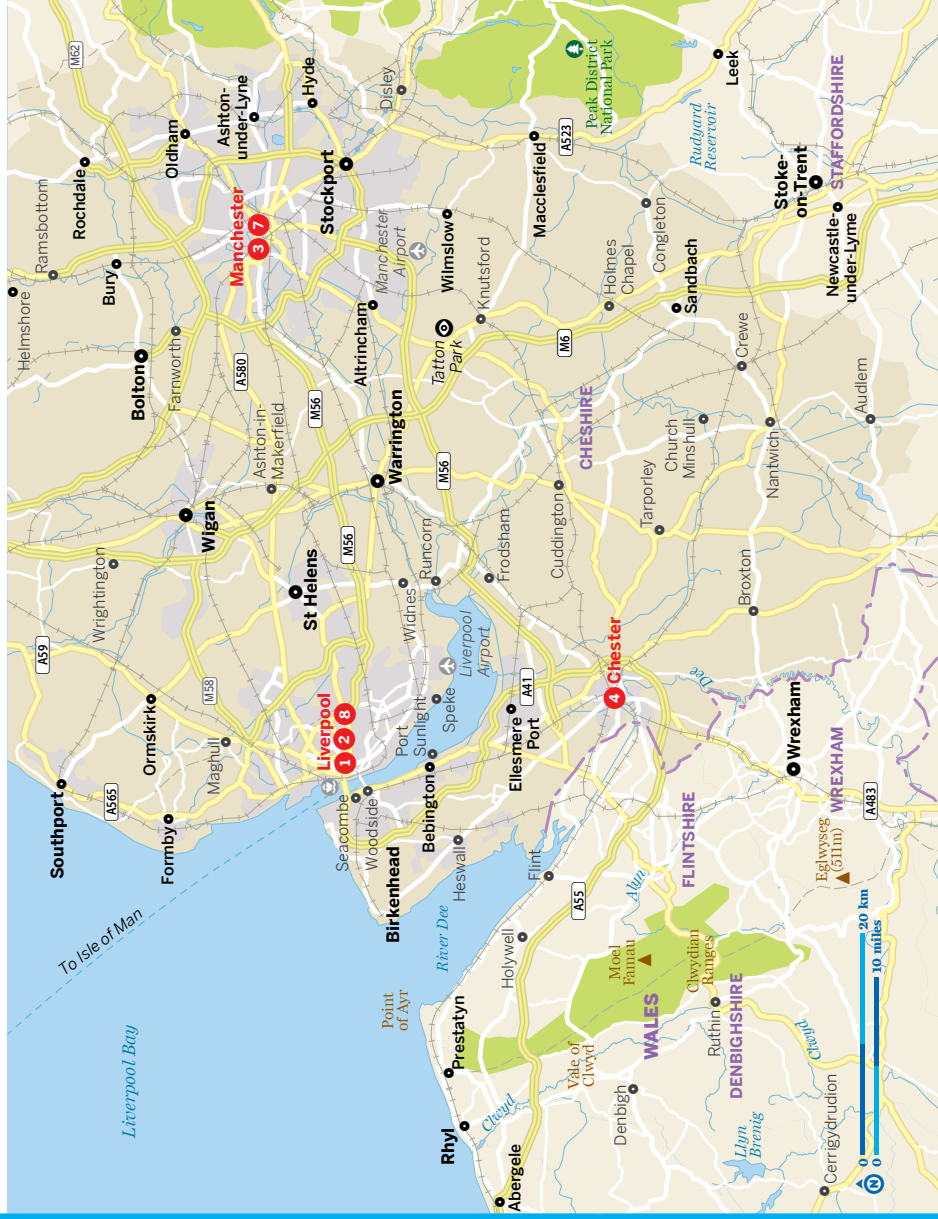 Liverpool Bay
To Isle of Man
Southport
A565
A59
Formby
Ormskirk
Maghull
M58
Wrightington
Wigan
Helmshore
Ramsbottom
M62
Bury
Rochdale
Bolton
Farnworth
Oldham
Ashton-
under-Lyne
Hyde
Manchester
3 7
A580
Ashton-in-
Makerfield
M56
St Helens
M56
Liverpool
1 2 8
Seacombe
Woodside
Birkenhead
Bebington
Port
Sunlight
Speke
Liverpool
Airport
Widnes
Runcorn
Warrington
Altrincham
Manchester
Airport
Stockport
Disley
Wilmslow
Tatton
Park
Knutsford
M56
Frodsham
Heswall
River Dee
Point
of Ayr
Prestatyn
Rhyl
Abergele
Clwyd
Holywell
Flint
Ellesmere
Port
A41
Cuddington
CHESHIRE
M6
Holmes
Chapel
Macclesfield
A523
Peak District
National Park
Congleton
Rudyard
Reservoir
Leek
Sandbach
Crewe
Church
Minshull
Tarporley
4 Chester
Dee
A55
Alyn
Moel
Famau
Vale of
Clwyd
WALES
FLINTSHIRE
Clwydian
Ranges
Denbigh
Ruthin
DENBIGHSHIRE
Llyn
Brenig
Clwyd
Cerrigydrudion
Wrexham
WREXHAM
Eglwyseg
(511m)
A483
Broxton
Nantwich
Audlem
Stoke-
on-Trent
STAFFORDSHIRE
Newcastle-
under-Lyme
N
0 20 km
0 10 miles